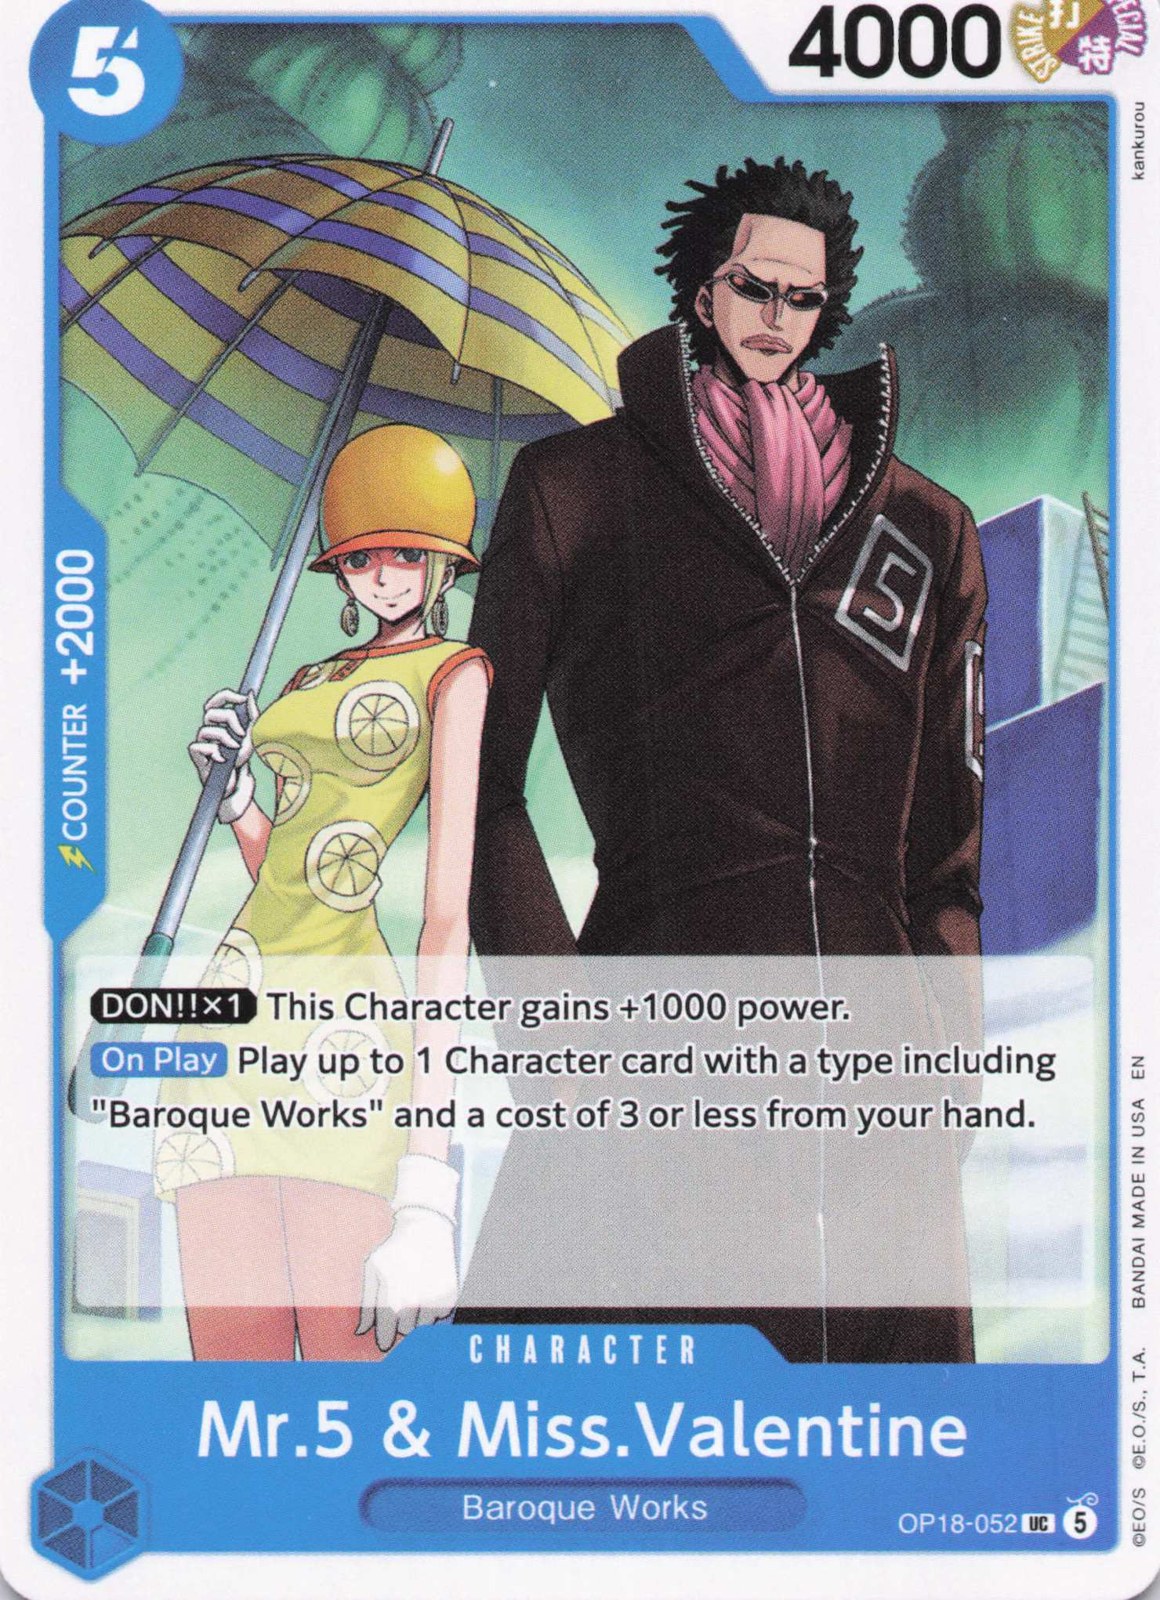 5
4000
STRIKE 打 特 SPECIAL
kankurou
5
COUNTER +2000
DON!!×1 This Character gains +1000 power.
On Play Play up to 1 Character card with a type including
"Baroque Works" and a cost of 3 or less from your hand.
CHARACTER
Mr.5 & Miss.Valentine
Baroque Works
OP18-052 UC 5
©EO/S ©E.O./S., T.A. BANDAI MADE IN USA EN